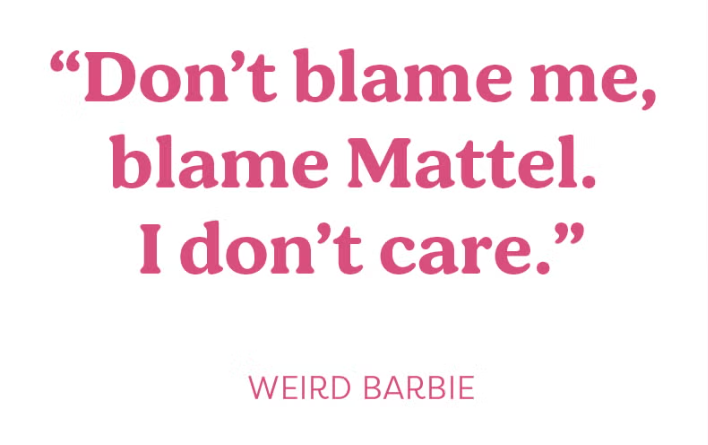 “Don’t blame me,
blame Mattel.
I don’t care.”
WEIRD BARBIE